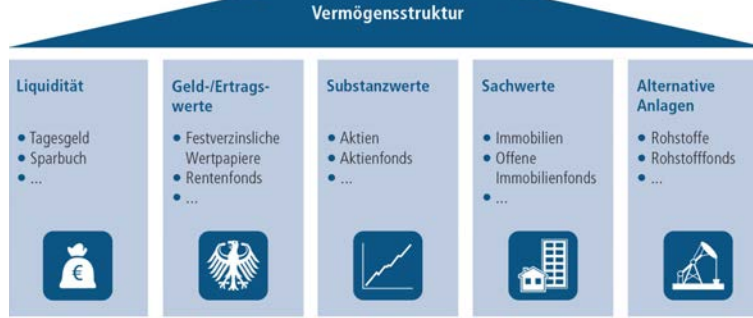 Vermögensstruktur
Liquidität
• Tagesgeld
• Sparbuch
• ...
€
Geld-/Ertrags-
werte
• Festverzinsliche
Wertpapiere
• Rentenfonds
• ...
Substanzwerte
• Aktien
• Aktienfonds
• ...
Sachwerte
• Immobilien
• Offene
Immobilienfonds
• ...
Alternative
Anlagen
• Rohstoffe
• Rohstofffonds
• ...